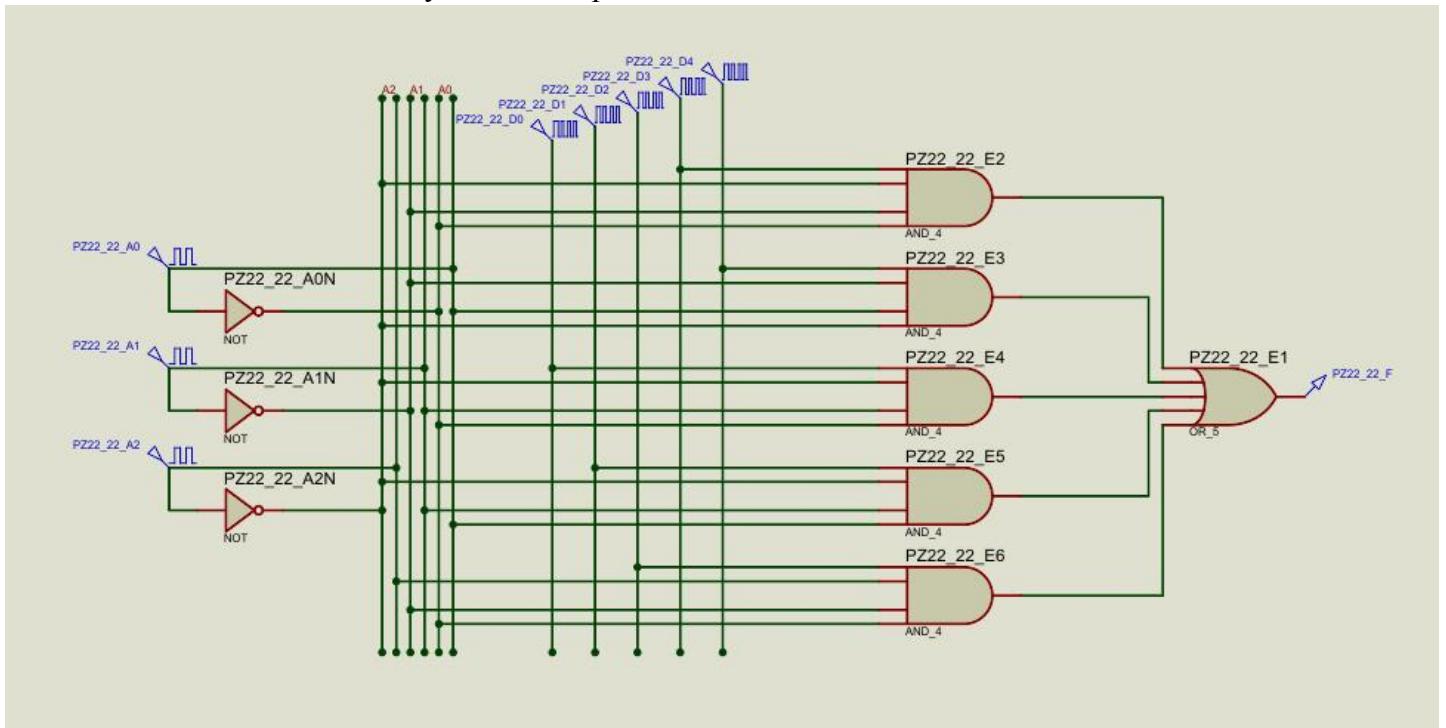 A2 A1 A0
PZ22_22_D4
PZ22_22_D3
PZ22_22_D2
PZ22_22_D1
PZ22_22_D0
PZ22_22_E2
AND_4
PZ22_22_A0
PZ22_22_A0N
NOT
PZ22_22_E3
AND_4
PZ22_22_A1
PZ22_22_A1N
NOT
PZ22_22_E4
AND_4
PZ22_22_E1
OR_5
PZ22_22_F
PZ22_22_A2
PZ22_22_A2N
NOT
PZ22_22_E5
AND_4
PZ22_22_E6
AND_4